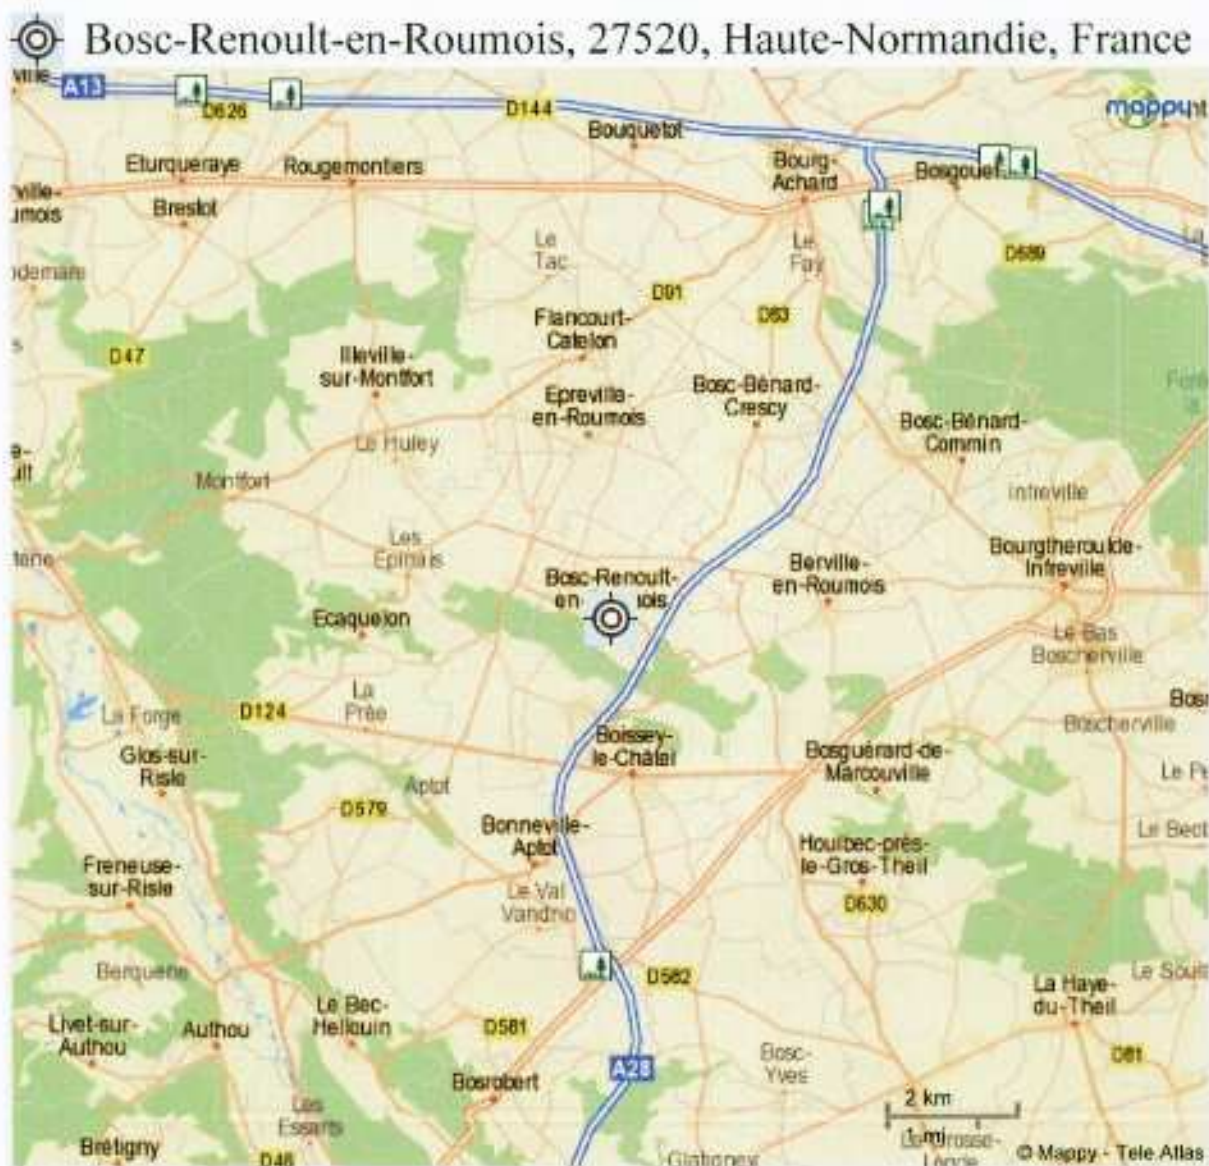 Bosc-Renoult-en-Roumois, 27520, Haute-Normandie, France
ville
A13
D626
D144
mappy
Bouquetot
Eturqueraye
Rougemontiers
Bourg-
Achard
Bosgouet
Brestot
Le
Tac
Le
Fay
D689
D91
D83
Flancourt-
Catelon
D47
Illeville-
sur-Montfort
Epreville-
en-Roumois
Bosc-Bénard-
Crescy
Bosc-Bénard-
Commin
Le Huley
Montfort
Infreville
Les
Epinais
Bourgtheroulde-
Infreville
Berville-
en-Roumois
Bosc-Renoult-
en-
Ecaquelon
Le Bas
Boscherville
La
Prée
La Forge
D124
Boscherville
Boissey-
le-Châtel
Bosguérard-de-
Marcouville
Glos-sur-
Risle
Aptot
D579
Bonneville-
Aptot
Houlbec-près-
le-Gros-Theil
Freneuse-
sur-Risle
Le Val
Vandrin
D630
Berquerie
D562
La Haye-
du-Theil
Le Bec-
Hellouin
Livet-sur-
Authou
Authou
D581
Bosc-
Yves
D81
A28
Bosrobert
2 km
1 mi
Les
Essarts
Brétigny
D46
© Mappy - Tele Atlas